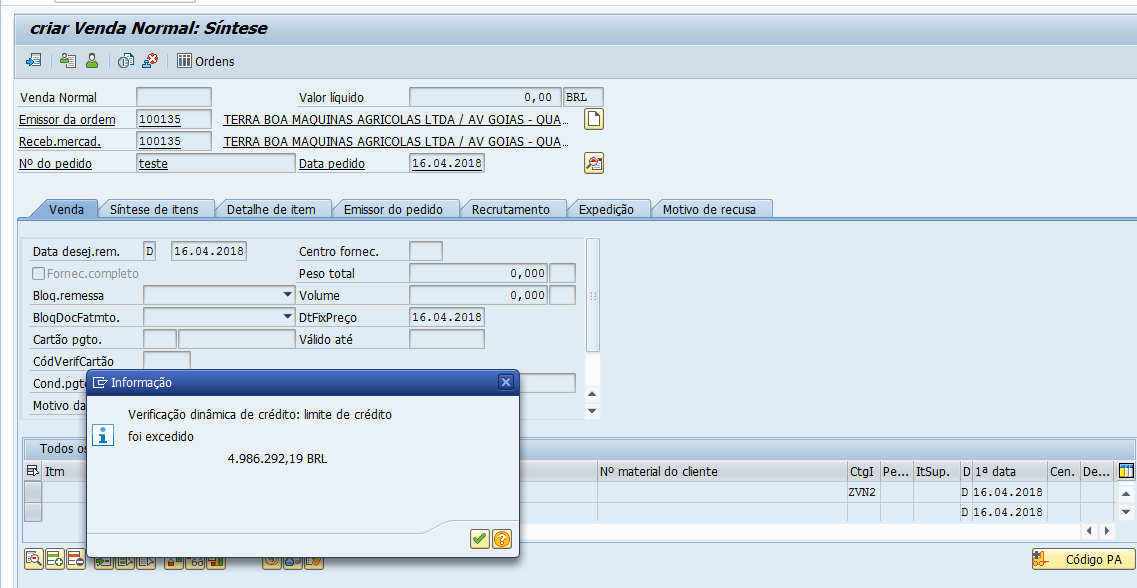 criar Venda Normal: Síntese
Ordens
Venda Normal Valor líquido 0,00 BRL
Emissor da ordem 100135 TERRA BOA MAQUINAS AGRICOLAS LTDA / AV GOIAS - QUA...
Receb.mercad. 100135 TERRA BOA MAQUINAS AGRICOLAS LTDA / AV GOIAS - QUA...
Nº do pedido teste Data pedido 16.04.2018
Venda Síntese de itens Detalhe de item Emissor do pedido Recrutamento Expedição Motivo de recusa
Data desej.rem. D 16.04.2018 Centro fornec.
Fornec.completo Peso total 0,000
Bloq.remessa Volume 0,000
BloqDocFatmto. DtFixPreço 16.04.2018
Cartão pgto. Válido até
CódVerifCartão
Cond.pgto
Motivo da
Informação
Verificação dinâmica de crédito: limite de crédito
foi excedido
4.986.292,19 BRL
Todos os
Itm Nº material do cliente CtgI Pe... ItSup. D 1ª data Cen. De...
ZVN2 D 16.04.2018
D 16.04.2018
Código PA